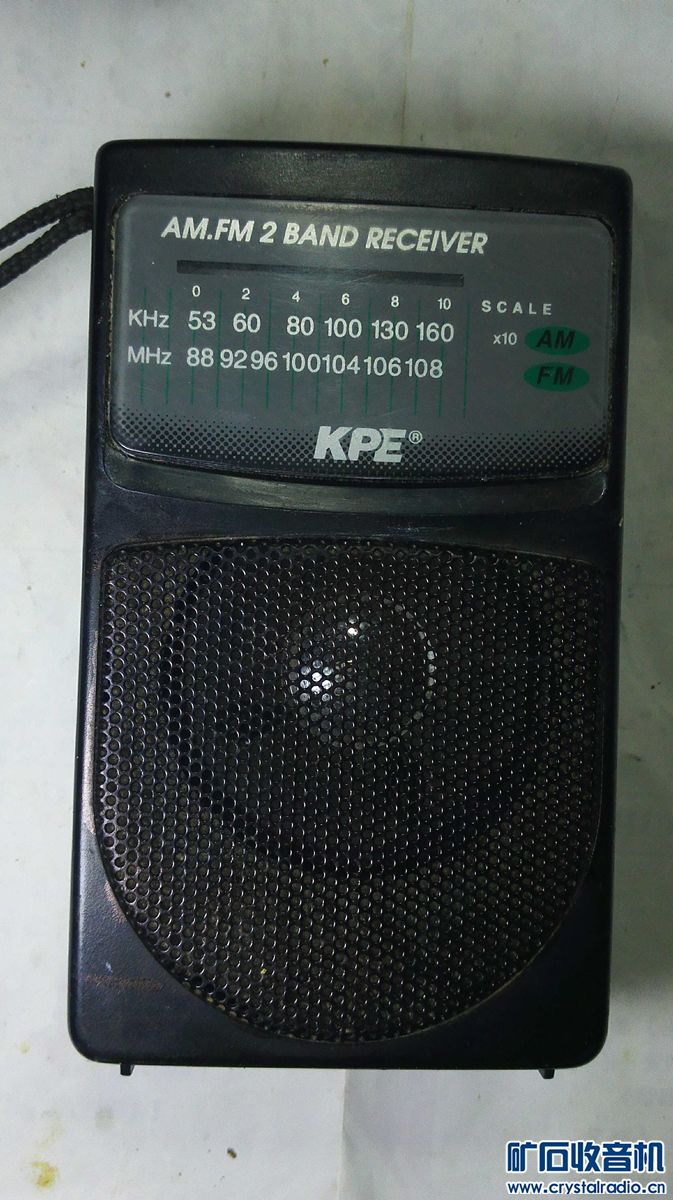 AM.FM 2 BAND RECEIVER
0 2 4 6 8 10 SCALE
KHz 53 60 80 100 130 160 x10 AM
MHz 88 92 96 100 104 106 108 FM
KPE®
矿石收音机
www.crystalradio.cn